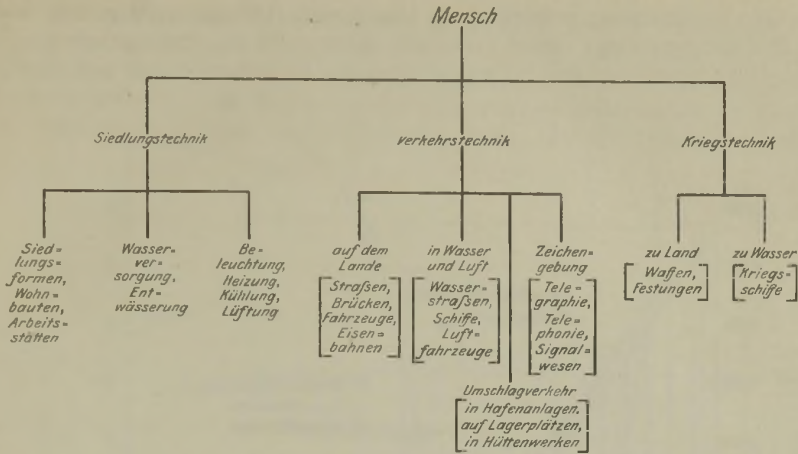 Mensch
Siedlungstechnik
Verkehrstechnik
Kriegstechnik
Sied=
lungs=
formen,
Wohn=
bauten,
Arbeits=
stätten
Wasser=
ver=
sorgung,
Ent=
wässerung
Be=
leuchtung,
Heizung,
Kühlung,
Lüftung
auf dem
Lande
[Straßen,
Brücken,
Fahrzeuge,
Eisen=
bahnen]
in Wasser
und Luft
[Wasser=
straßen,
Schiffe,
Luft=
fahrzeuge]
Zeichen=
gebung
[Tele=
graphie,
Tele=
phonie,
Signal=
wesen]
Umschlagverkehr
[in Hafenanlagen,
auf Lagerplätzen,
in Hüttenwerken]
zu Land
[Waffen,
Festungen]
zu Wasser
[Kriegs=
schiffe]